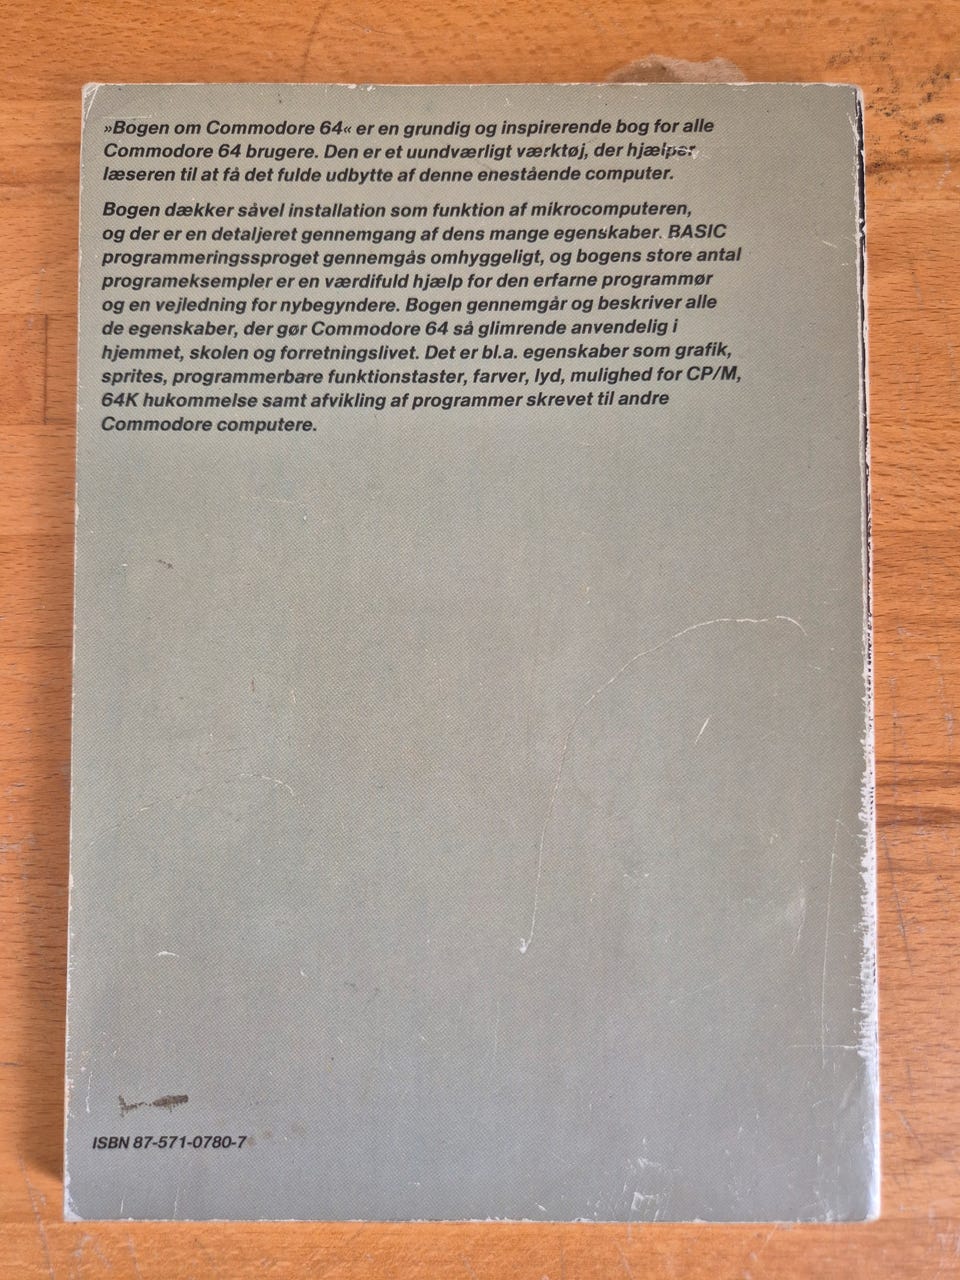 »Bogen om Commodore 64« er en grundig og inspirerende bog for alle
Commodore 64 brugere. Den er et uundværligt værktøj, der hjælper
læseren til at få det fulde udbytte af denne enestående computer.
Bogen dækker såvel installation som funktion af mikrocomputeren,
og der er en detaljeret gennemgang af dens mange egenskaber. BASIC
programmeringssproget gennemgås omhyggeligt, og bogens store antal
programeksempler er en værdifuld hjælp for den erfarne programmør
og en vejledning for nybegyndere. Bogen gennemgår og beskriver alle
de egenskaber, der gør Commodore 64 så glimrende anvendelig i
hjemmet, skolen og forretningslivet. Det er bl.a. egenskaber som grafik,
sprites, programmerbare funktionstaster, farver, lyd, mulighed for CP/M,
64K hukommelse samt afvikling af programmer skrevet til andre
Commodore computere.
ISBN 87-571-0780-7